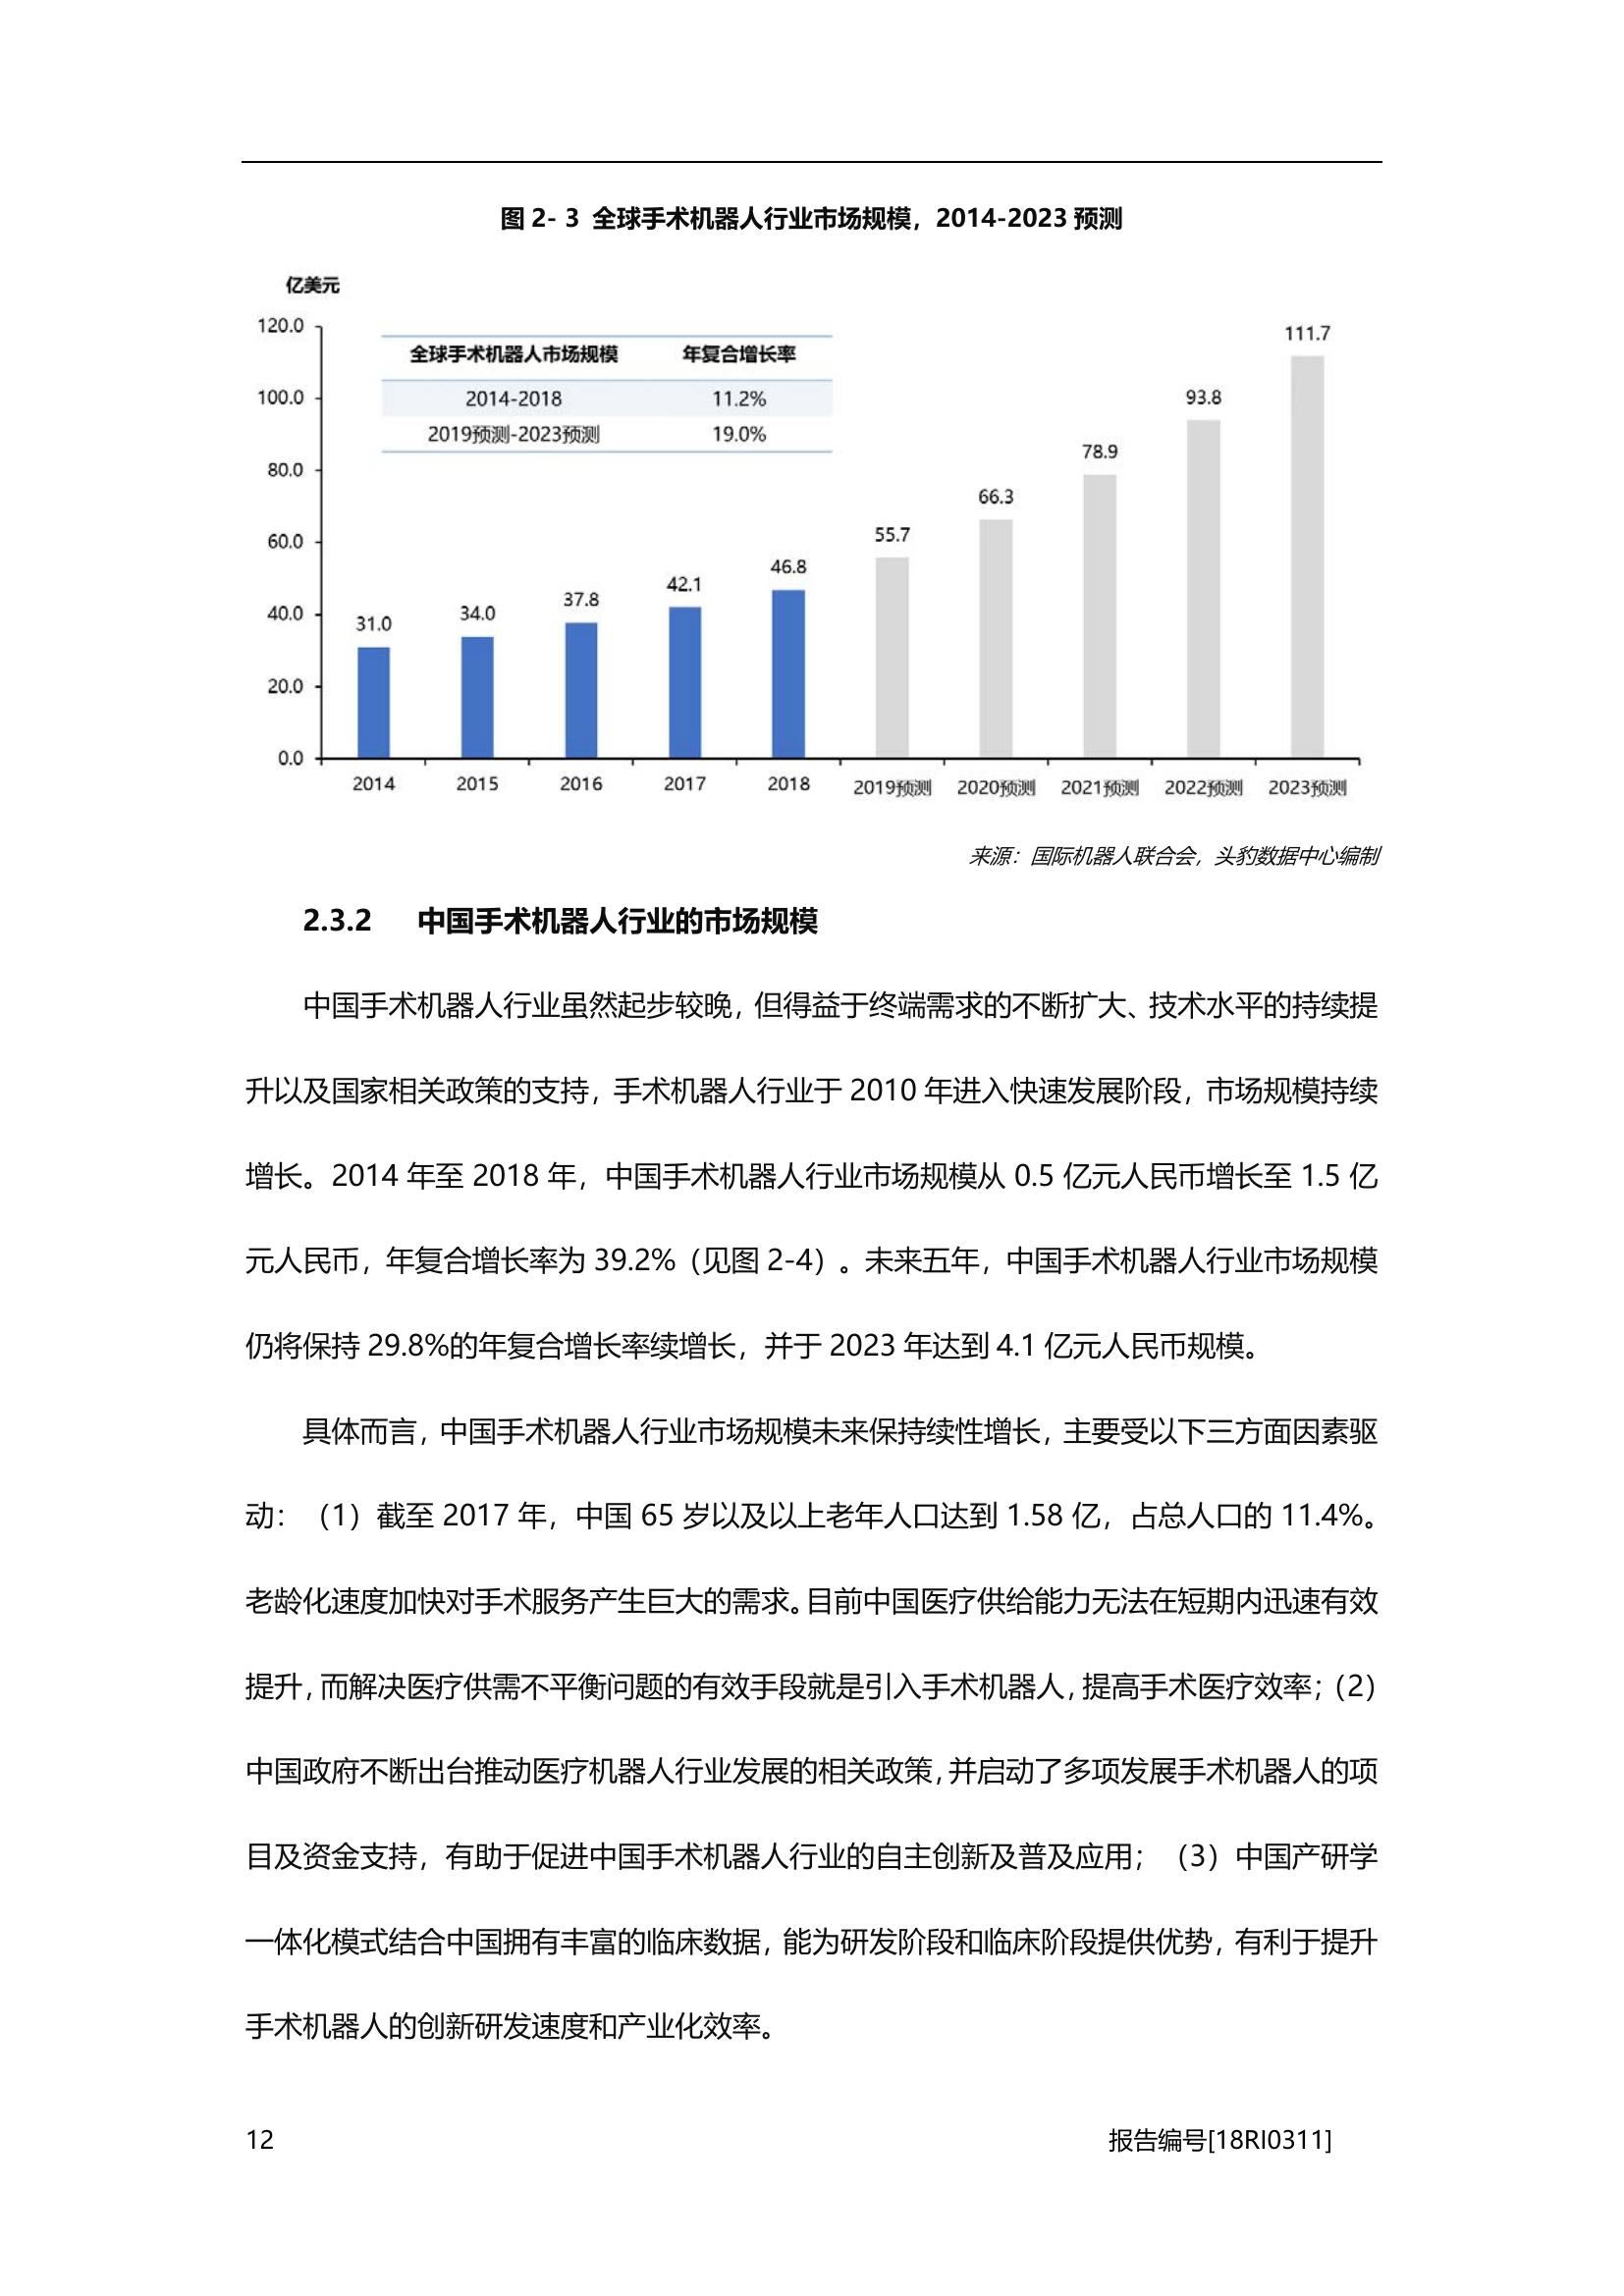 图 2- 3 全球手术机器人行业市场规模，2014-2023 预测
亿美元
120.0
100.0
80.0
60.0
40.0
20.0
0.0
全球手术机器人市场规模 年复合增长率
2014-2018 11.2%
2019预测-2023预测 19.0%
31.0 34.0 37.8 42.1 46.8 55.7 66.3 78.9 93.8 111.7
2014 2015 2016 2017 2018 2019预测 2020预测 2021预测 2022预测 2023预测
来源：国际机器人联合会，头豹数据中心编制
2.3.2 中国手术机器人行业的市场规模
中国手术机器人行业虽然起步较晚，但得益于终端需求的不断扩大、技术水平的持续提
升以及国家相关政策的支持，手术机器人行业于 2010 年进入快速发展阶段，市场规模持续
增长。2014 年至 2018 年，中国手术机器人行业市场规模从 0.5 亿元人民币增长至 1.5 亿
元人民币，年复合增长率为 39.2%（见图 2-4）。未来五年，中国手术机器人行业市场规模
仍将保持 29.8%的年复合增长率续增长，并于 2023 年达到 4.1 亿元人民币规模。
具体而言，中国手术机器人行业市场规模未来保持续性增长，主要受以下三方面因素驱
动：（1）截至 2017 年，中国 65 岁以及以上老年人口达到 1.58 亿，占总人口的 11.4%。
老龄化速度加快对手术服务产生巨大的需求。目前中国医疗供给能力无法在短期内迅速有效
提升，而解决医疗供需不平衡问题的有效手段就是引入手术机器人，提高手术医疗效率；（2）
中国政府不断出台推动医疗机器人行业发展的相关政策，并启动了多项发展手术机器人的项
目及资金支持，有助于促进中国手术机器人行业的自主创新及普及应用；（3）中国产研学
一体化模式结合中国拥有丰富的临床数据，能为研发阶段和临床阶段提供优势，有利于提升
手术机器人的创新研发速度和产业化效率。
12 报告编号[18RI0311]